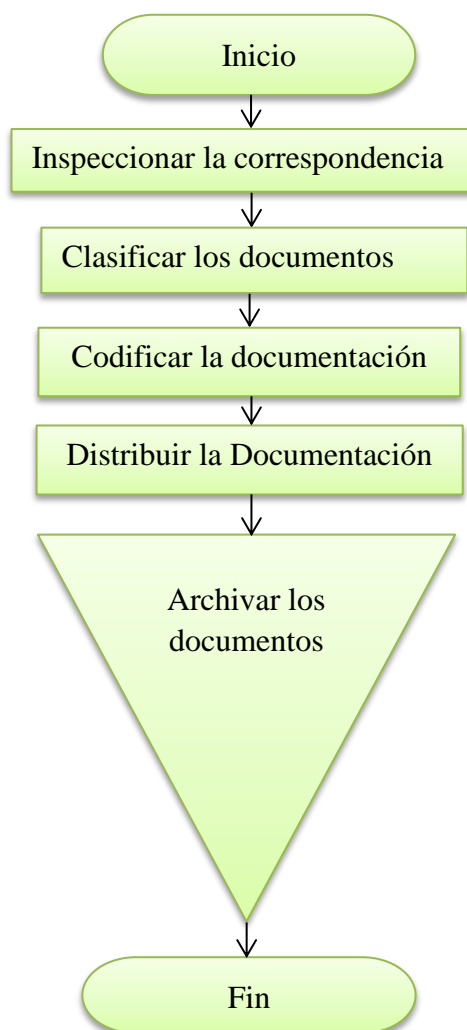 Inicio
Inspeccionar la correspondencia
Clasificar los documentos
Codificar la documentación
Distribuir la Documentación
Archivar los
documentos
Fin